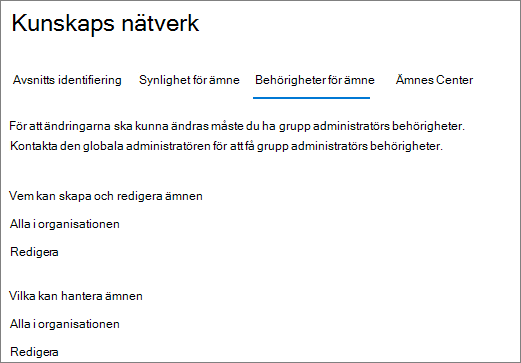 Kunskaps nätverk
Avsnitts identifiering Synlighet för ämne Behörigheter för ämne Ämnes Center
För att ändringarna ska kunna ändras måste du ha grupp administratörs behörigheter.
Kontakta den globala administratören för att få grupp administratörs behörigheter.
Vem kan skapa och redigera ämnen
Alla i organisationen
Redigera
Vilka kan hantera ämnen
Alla i organisationen
Redigera